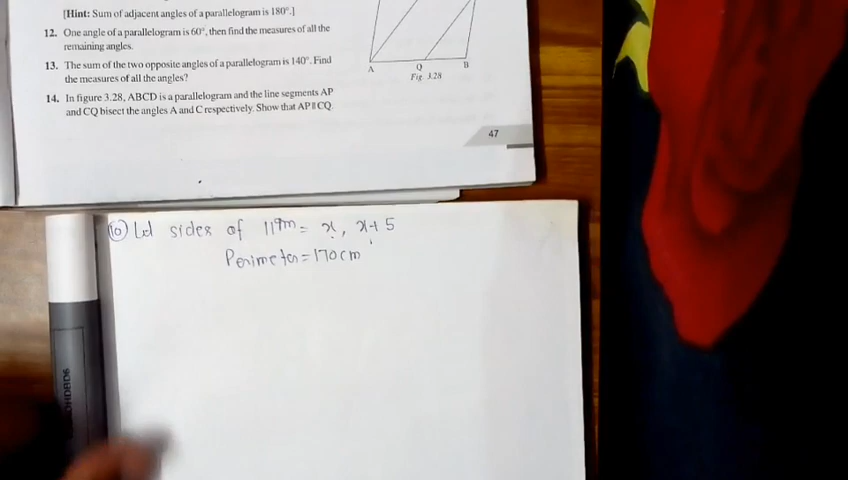 [Hint: Sum of adjacent angles of a parallelogram is 180°.]
12. One angle of a parallelogram is 60°, then find the measures of all the
remaining angles.
13. The sum of the two opposite angles of a parallelogram is 140°. Find
the measures of all the angles?
14. In figure 3.28, ABCD is a parallelogram and the line segments AP
and CQ bisect the angles A and C respectively. Show that AP∥CQ
A Q B
Fig 3.28
47
10 Let sides of 11gm = x, x+5
Perimeter = 170cm